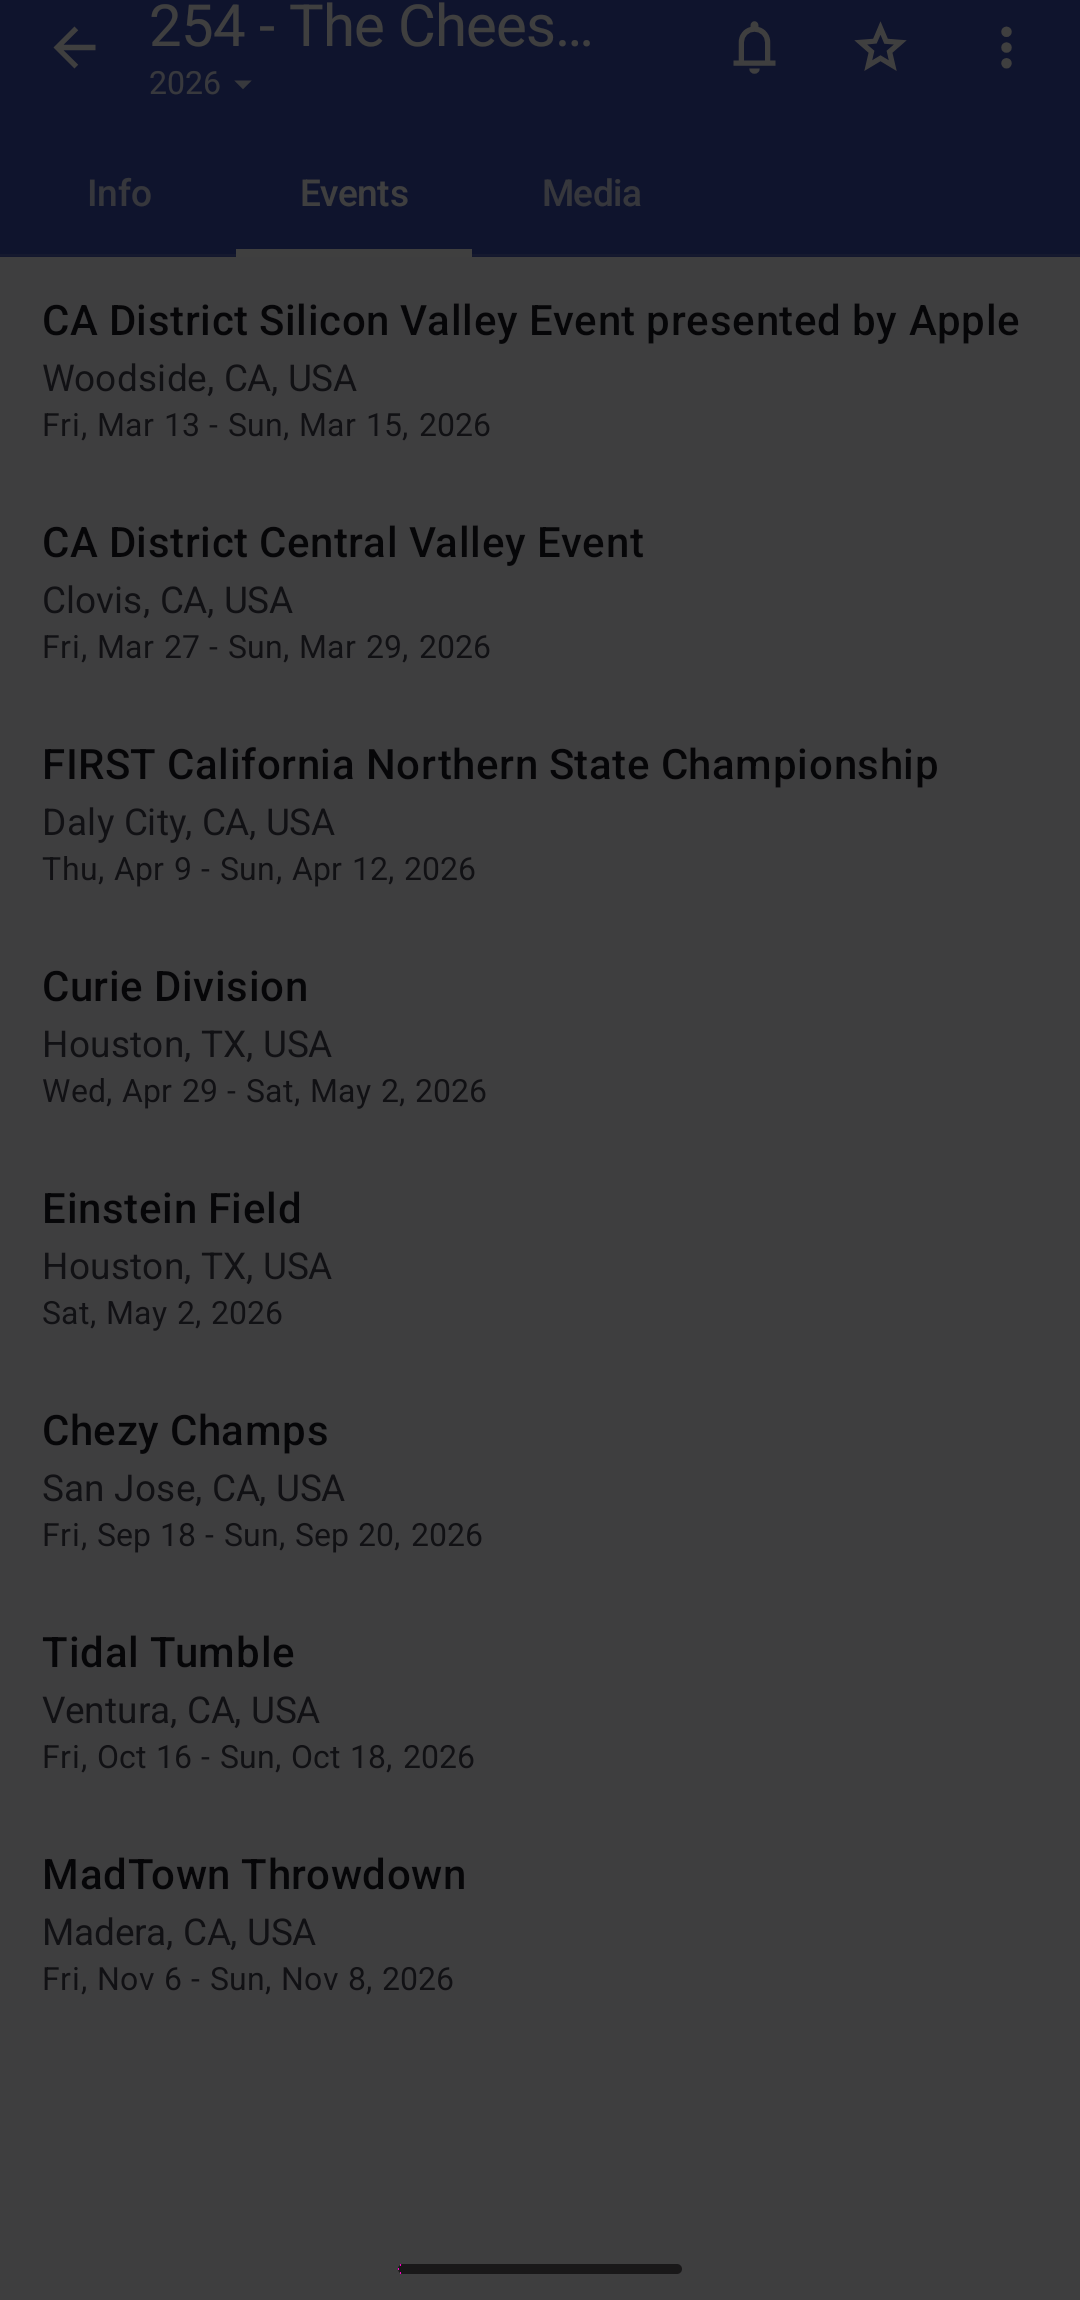 254 - The Chees...
2026
Info Events Media
CA District Silicon Valley Event presented by Apple
Woodside, CA, USA
Fri, Mar 13 - Sun, Mar 15, 2026
CA District Central Valley Event
Clovis, CA, USA
Fri, Mar 27 - Sun, Mar 29, 2026
FIRST California Northern State Championship
Daly City, CA, USA
Thu, Apr 9 - Sun, Apr 12, 2026
Curie Division
Houston, TX, USA
Wed, Apr 29 - Sat, May 2, 2026
Einstein Field
Houston, TX, USA
Sat, May 2, 2026
Chezy Champs
San Jose, CA, USA
Fri, Sep 18 - Sun, Sep 20, 2026
Tidal Tumble
Ventura, CA, USA
Fri, Oct 16 - Sun, Oct 18, 2026
MadTown Throwdown
Madera, CA, USA
Fri, Nov 6 - Sun, Nov 8, 2026